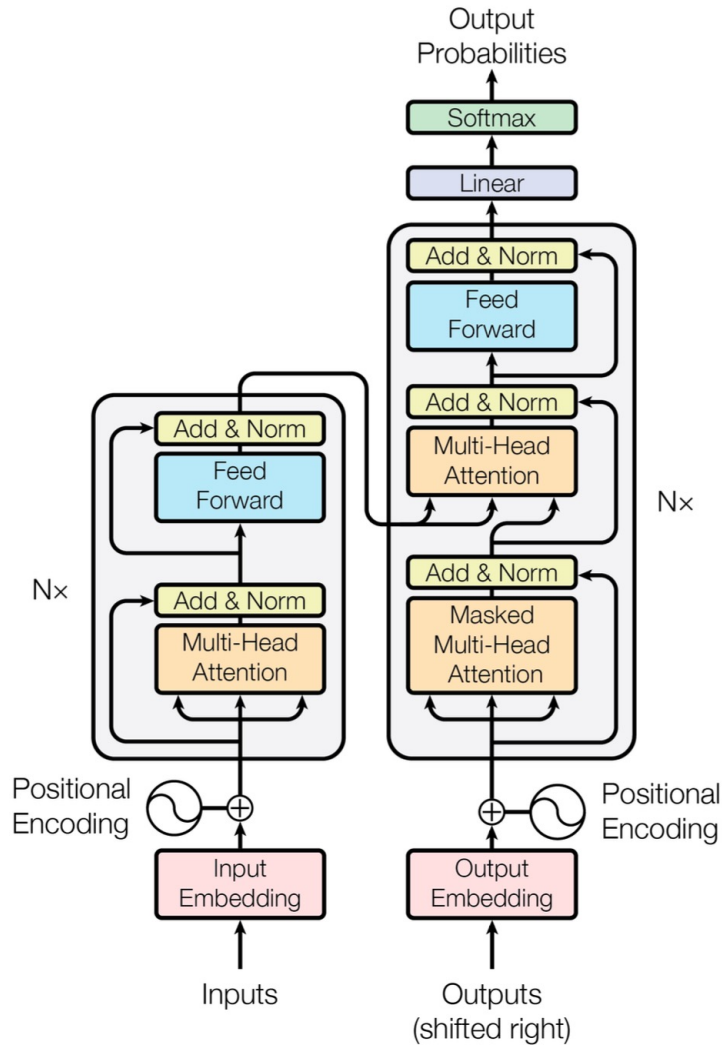 Output
Probabilities
Softmax
Linear
Add & Norm
Feed
Forward
Add & Norm
Multi-Head
Attention
Nx
Add & Norm
Masked
Multi-Head
Attention
Add & Norm
Feed
Forward
Nx
Add & Norm
Multi-Head
Attention
Positional
Encoding
Positional
Encoding
Input
Embedding
Output
Embedding
Inputs
Outputs
(shifted right)